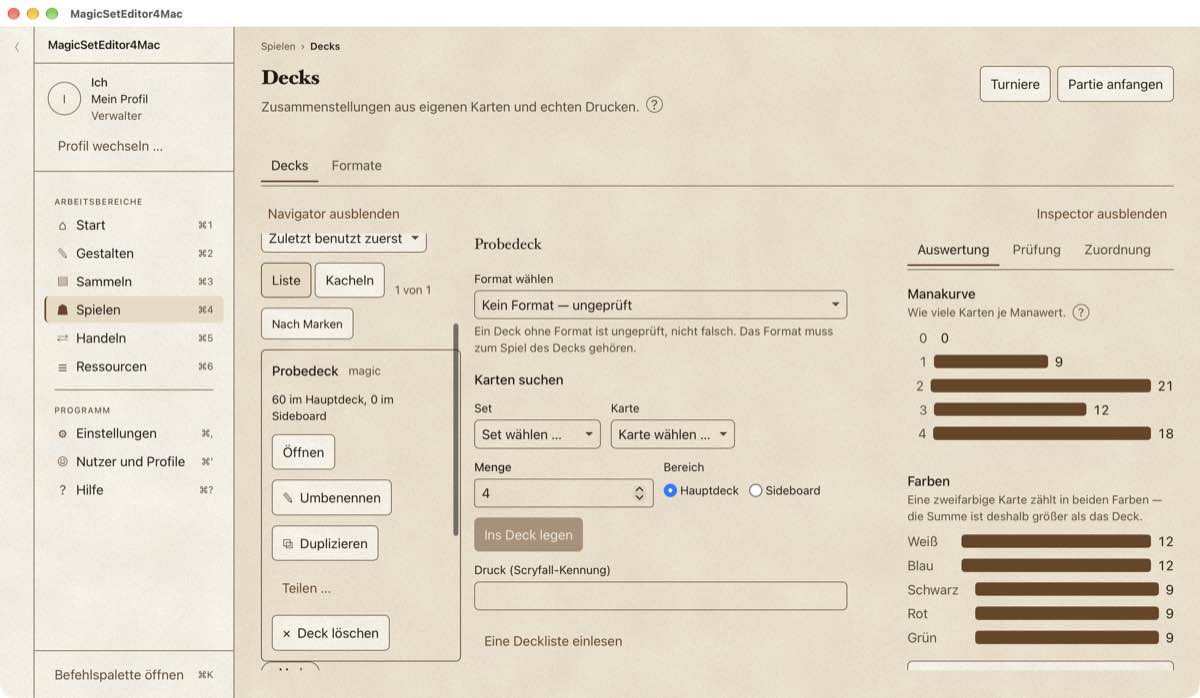 MagicSetEditor4Mac
MagicSetEditor4Mac
I
Ich
Mein Profil
Verwalter
Profil wechseln ...
ARBEITSBEREICHE
Start ⌘1
Gestalten ⌘2
Sammeln ⌘3
Spielen ⌘4
Handeln ⌘5
Ressourcen ⌘6
PROGRAMM
Einstellungen ⌘,
Nutzer und Profile ⌘'
? Hilfe ⌘?
Befehlspalette öffnen ⌘K
Spielen › Decks
Decks
Zusammenstellungen aus eigenen Karten und echten Drucken. ?
Turniere
Partie anfangen
Decks
Formate
Navigator ausblenden
Inspector ausblenden
Zuletzt benutzt zuerst
Liste
Kacheln
1 von 1
Nach Marken
Probedeck magic
60 im Hauptdeck, 0 im
Sideboard
Öffnen
Umbenennen
Duplizieren
Teilen ...
× Deck löschen
Probedeck
Format wählen
Kein Format — ungeprüft
Ein Deck ohne Format ist ungeprüft, nicht falsch. Das Format muss
zum Spiel des Decks gehören.
Karten suchen
Set
Karte
Set wählen ...
Karte wählen ...
Menge
Bereich
4
Hauptdeck
Sideboard
Ins Deck legen
Druck (Scryfall-Kennung)
Eine Deckliste einlesen
Auswertung
Prüfung
Zuordnung
Manakurve
Wie viele Karten je Manawert. ?
0 0
1 9
2 21
3 12
4 18
Farben
Eine zweifarbige Karte zählt in beiden Farben —
die Summe ist deshalb größer als das Deck.
Weiß 12
Blau 12
Schwarz 9
Rot 9
Grün 9